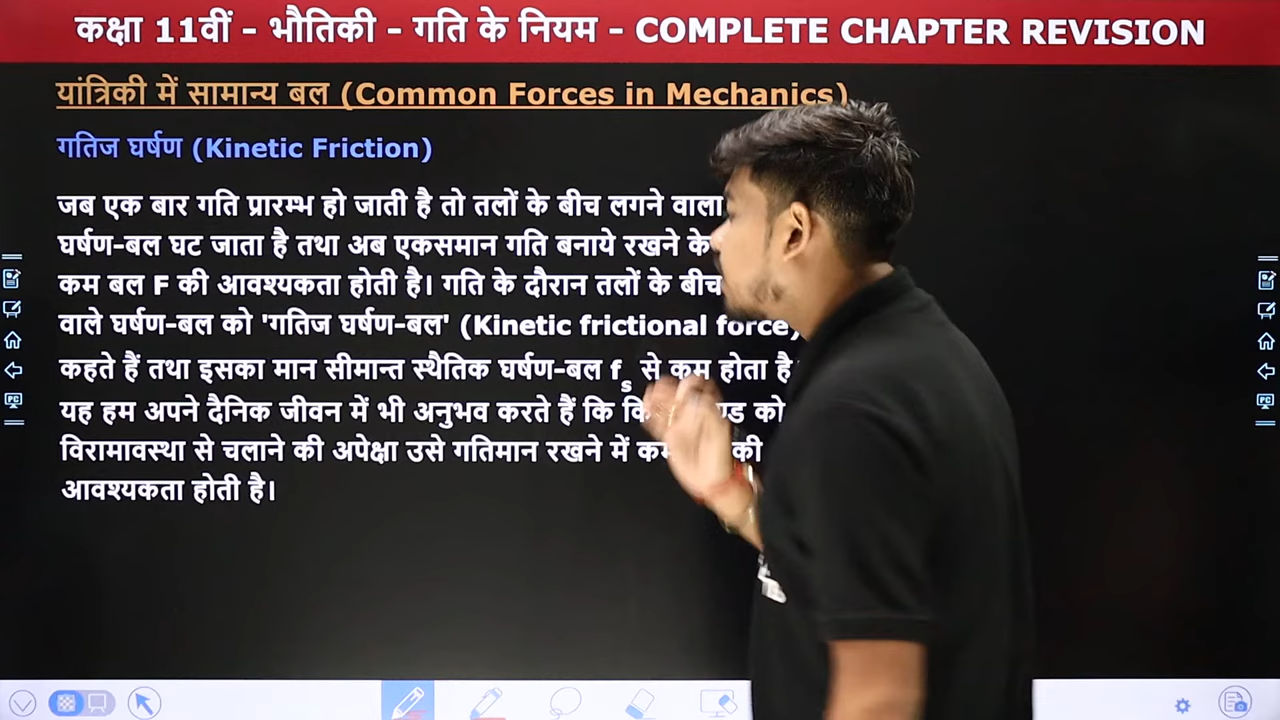 कक्षा 11वीं - भौतिकी - गति के नियम - COMPLETE CHAPTER REVISION
यांत्रिकी में सामान्य बल (Common Forces in Mechanics)
गतिज घर्षण (Kinetic Friction)
जब एक बार गति प्रारम्भ हो जाती है तो तलों के बीच लगने वाला
घर्षण-बल घट जाता है तथा अब एकसमान गति बनाये रखने के
कम बल F की आवश्यकता होती है। गति के दौरान तलों के बीच
वाले घर्षण-बल को 'गतिज घर्षण-बल' (Kinetic frictional force)
कहते हैं तथा इसका मान सीमान्त स्थैतिक घर्षण-बल fs से कम होता है
यह हम अपने दैनिक जीवन में भी अनुभव करते हैं कि को
विरामावस्था से चलाने की अपेक्षा उसे गतिमान रखने में की
आवश्यकता होती है।
PC
PC